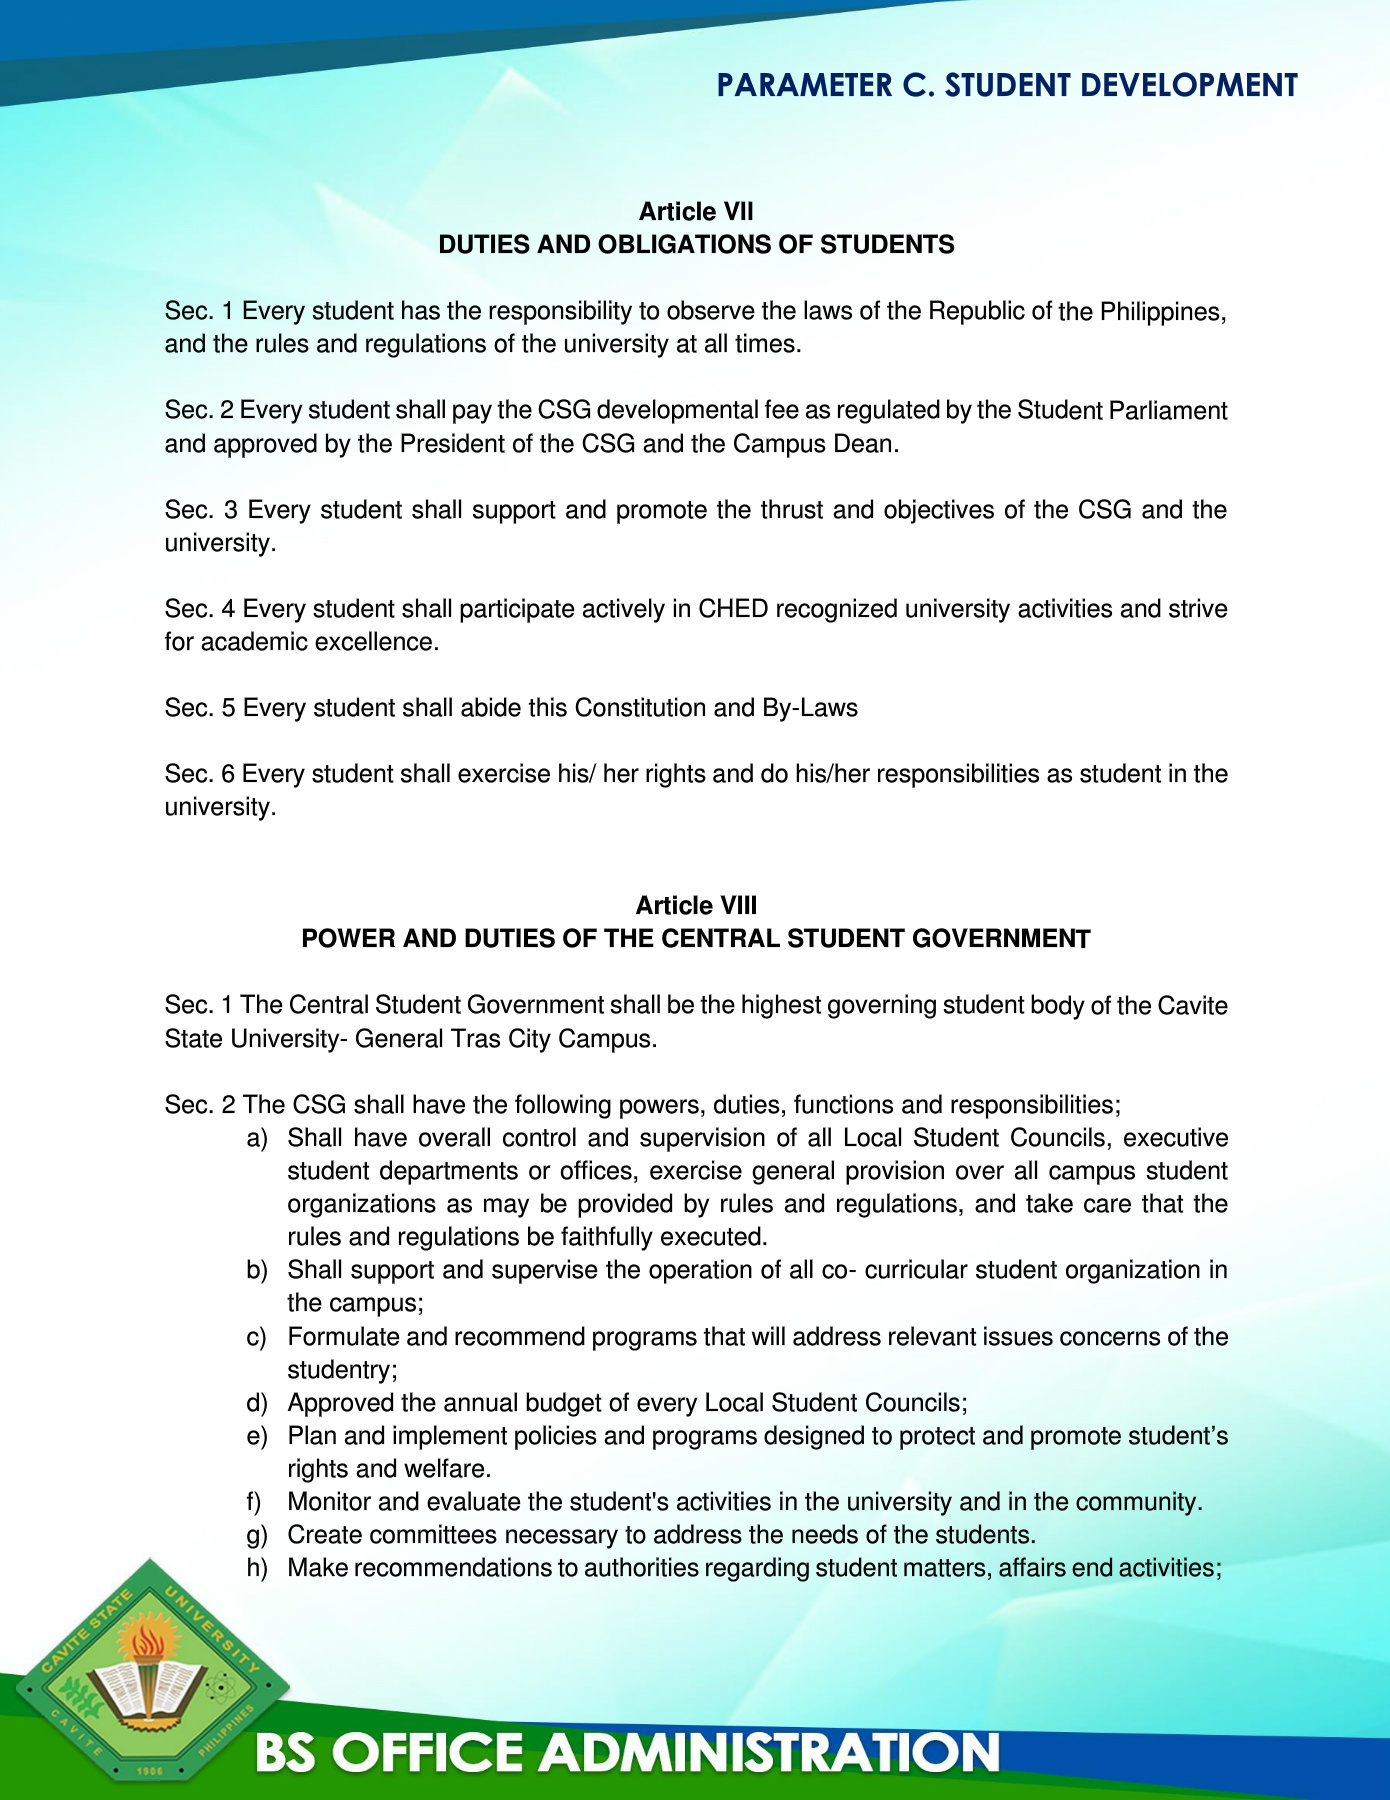 PARAMETER C. STUDENT DEVELOPMENT
Article VII
DUTIES AND OBLIGATIONS OF STUDENTS
Sec. 1 Every student has the responsibility to observe the laws of the Republic of the Philippines,
and the rules and regulations of the university at all times.
Sec. 2 Every student shall pay the CSG developmental fee as regulated by the Student Parliament
and approved by the President of the CSG and the Campus Dean.
Sec. 3 Every student shall support and promote the thrust and objectives of the CSG and the
university.
Sec. 4 Every student shall participate actively in CHED recognized university activities and strive
for academic excellence.
Sec. 5 Every student shall abide this Constitution and By-Laws
Sec. 6 Every student shall exercise his/ her rights and do his/her responsibilities as student in the
university.
Article VIII
POWER AND DUTIES OF THE CENTRAL STUDENT GOVERNMENT
Sec. 1 The Central Student Government shall be the highest governing student body of the Cavite
State University- General Tras City Campus.
Sec. 2 The CSG shall have the following powers, duties, functions and responsibilities;
a) Shall have overall control and supervision of all Local Student Councils, executive
student departments or offices, exercise general provision over all campus student
organizations as may be provided by rules and regulations, and take care that the
rules and regulations be faithfully executed.
b) Shall support and supervise the operation of all co- curricular student organization in
the campus;
c) Formulate and recommend programs that will address relevant issues concerns of the
studentry;
d) Approved the annual budget of every Local Student Councils;
e) Plan and implement policies and programs designed to protect and promote student’s
rights and welfare.
f) Monitor and evaluate the student's activities in the university and in the community.
g) Create committees necessary to address the needs of the students.
h) Make recommendations to authorities regarding student matters, affairs end activities;
CAVITE STATE UNIVERSITY
CAVITE PHILIPPINES
1906
BS OFFICE ADMINISTRATION